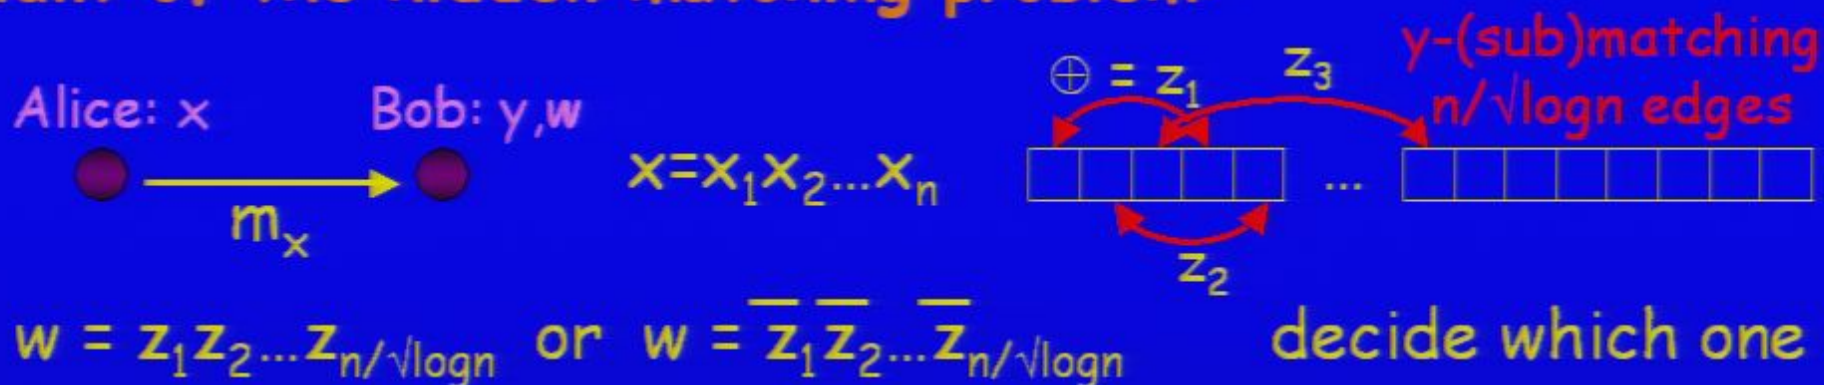 y-(sub)matching
⊕ = z₁ z₃
n/√logn edges
Alice: x Bob: y,w
x=x₁x₂...xₙ
...
mₓ
z₂
w = z₁z₂...z_{n/√logn} or w = z̅₁z̅₂...z̅_{n/√logn} decide which one